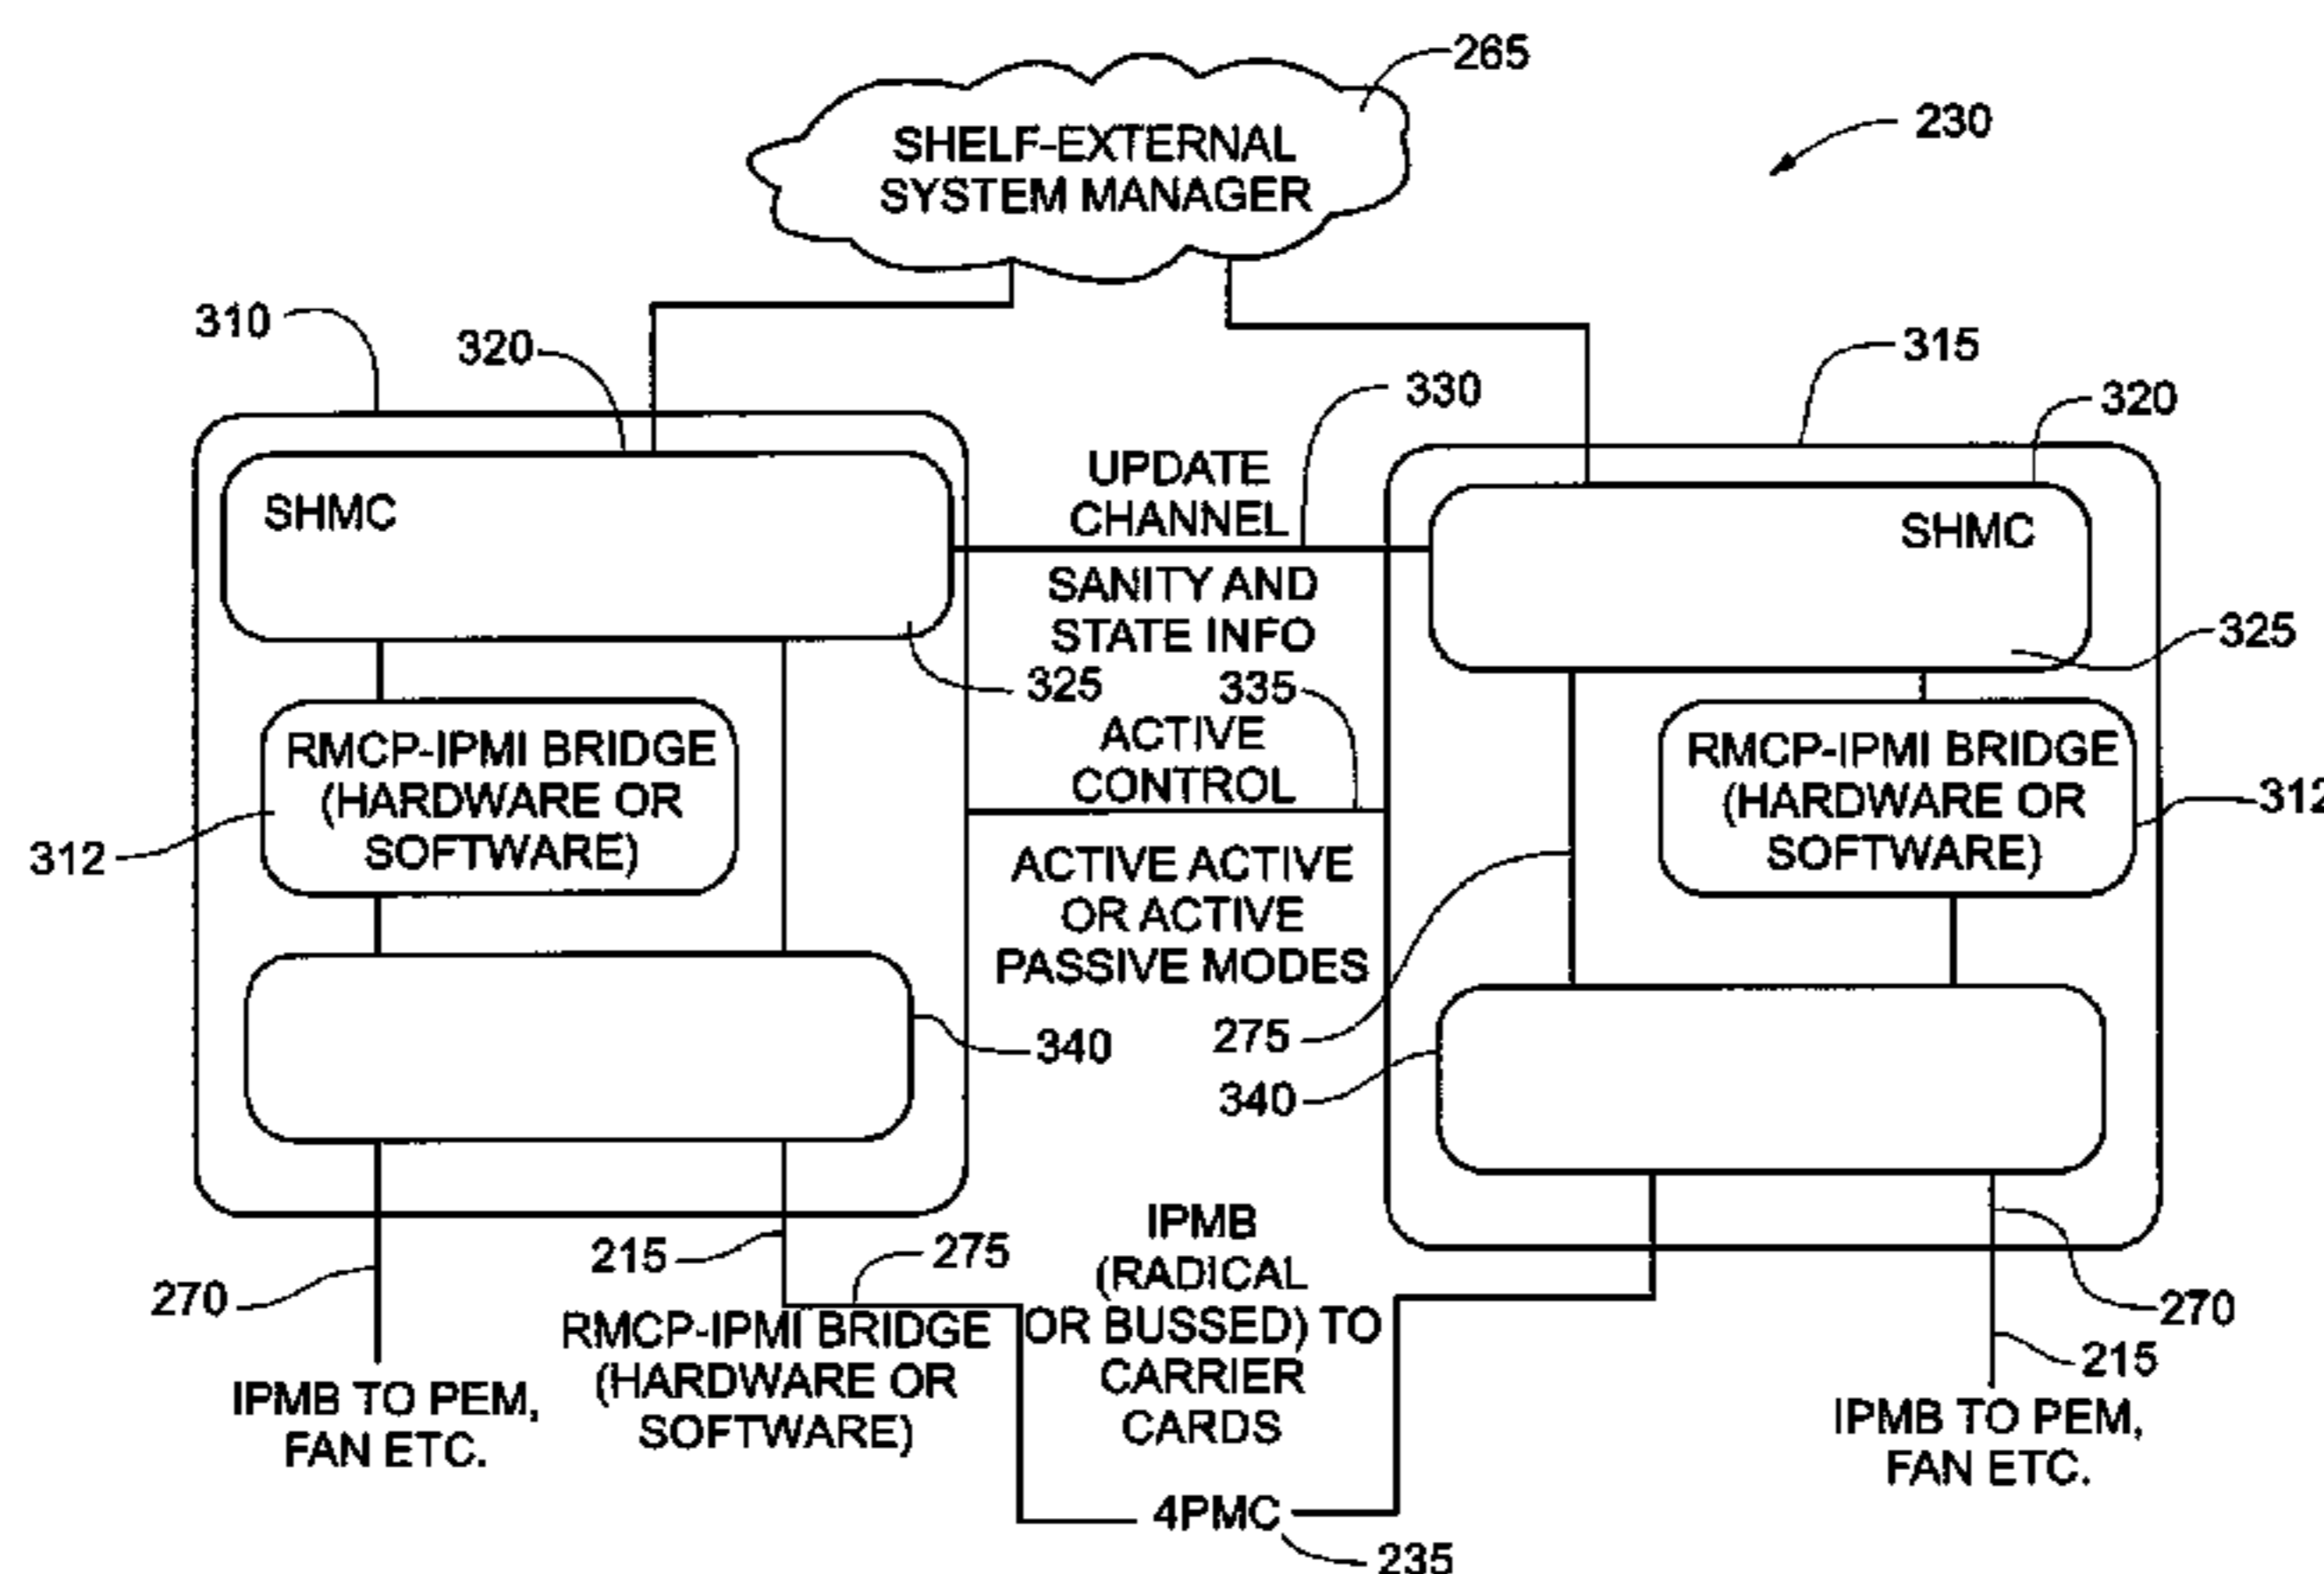 265
SHELF-EXTERNAL
SYSTEM MANAGER
230
310
320
330
315
320
SHMC
UPDATE
CHANNEL
SHMC
SANITY AND
STATE INFO
325
325
335
RMCP-IPMI BRIDGE
(HARDWARE OR
SOFTWARE)
312
ACTIVE
CONTROL
RMCP-IPMI BRIDGE
(HARDWARE OR
SOFTWARE)
312
ACTIVE ACTIVE
OR ACTIVE
PASSIVE MODES
340
275
340
270
215
275
IPMB
(RADICAL
OR BUSSED) TO
CARRIER
CARDS
270
215
IPMB TO PEM,
FAN ETC.
RMCP-IPMI BRIDGE
(HARDWARE OR
SOFTWARE)
IPMB TO PEM,
FAN ETC.
4PMC
235